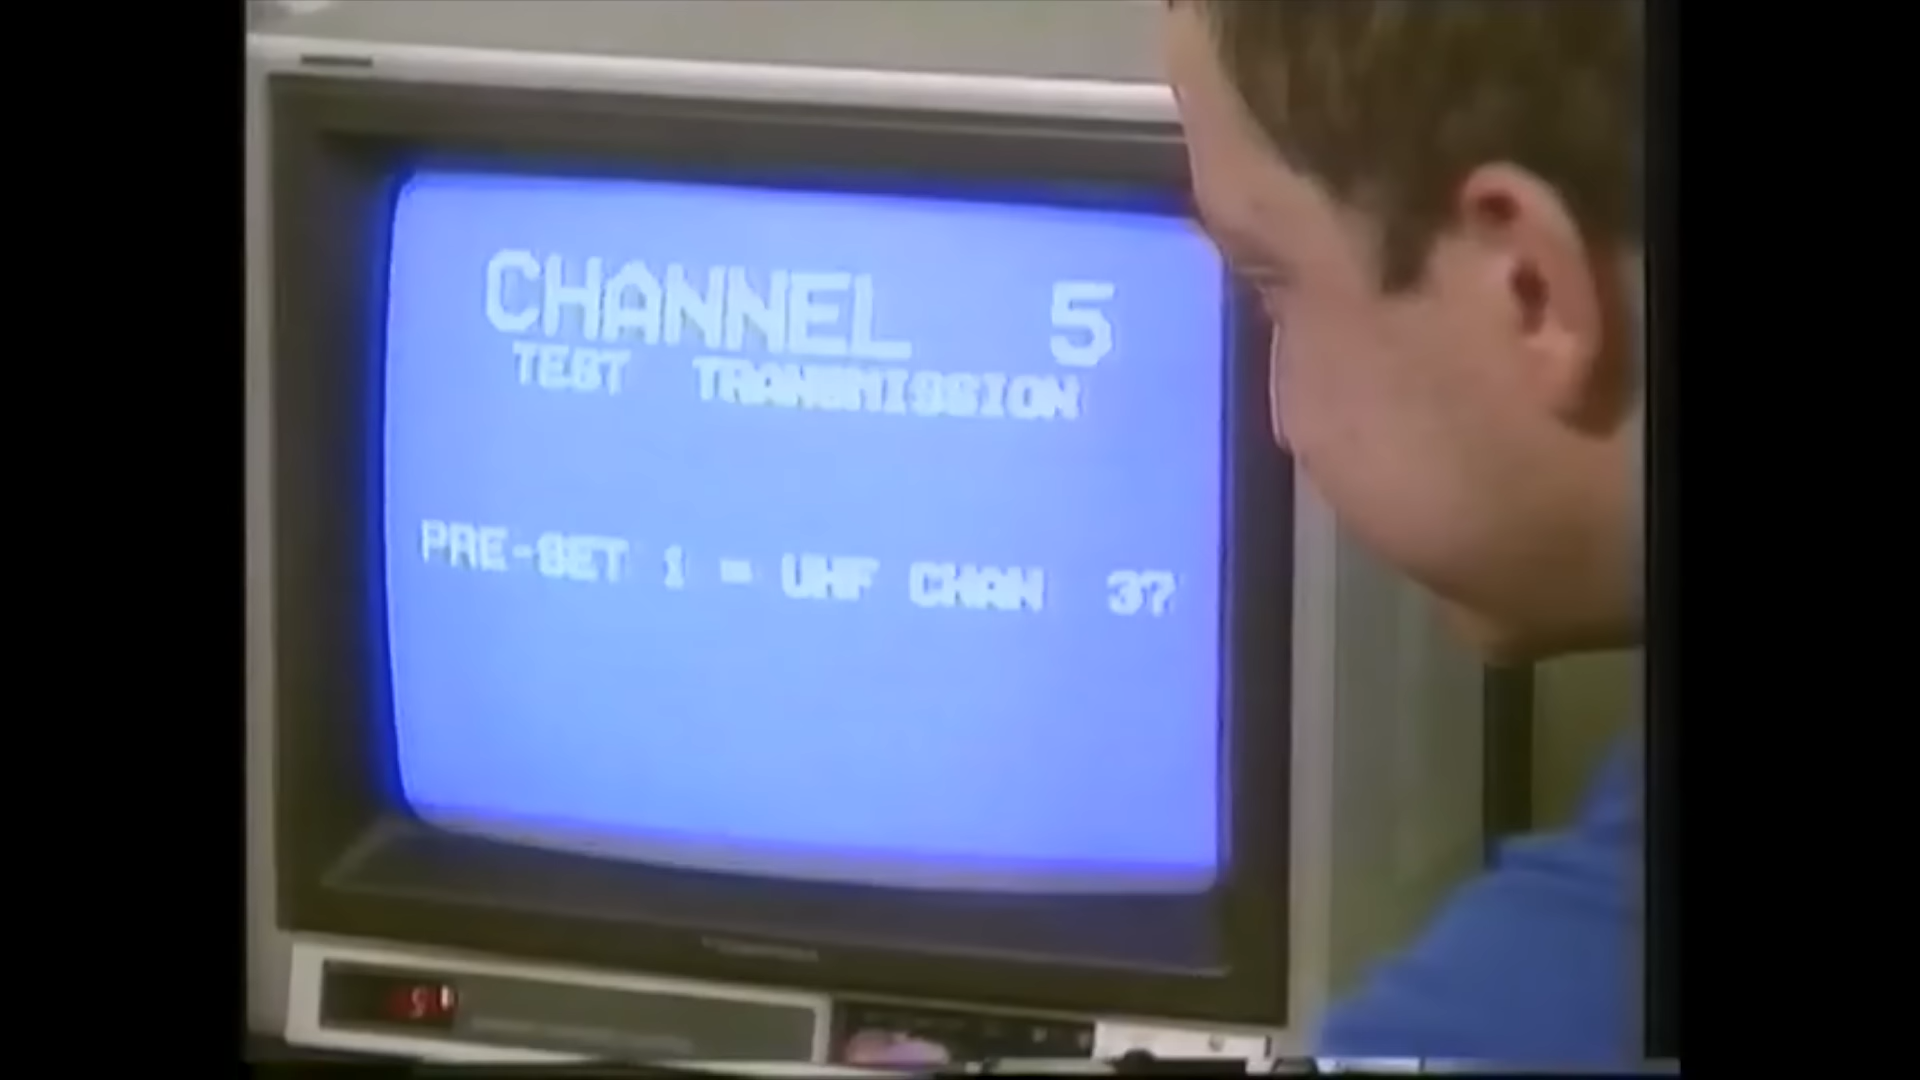 CHANNEL 5
TEST TRANSMISSION
PRE-SET 1 = UHF CHAN 37